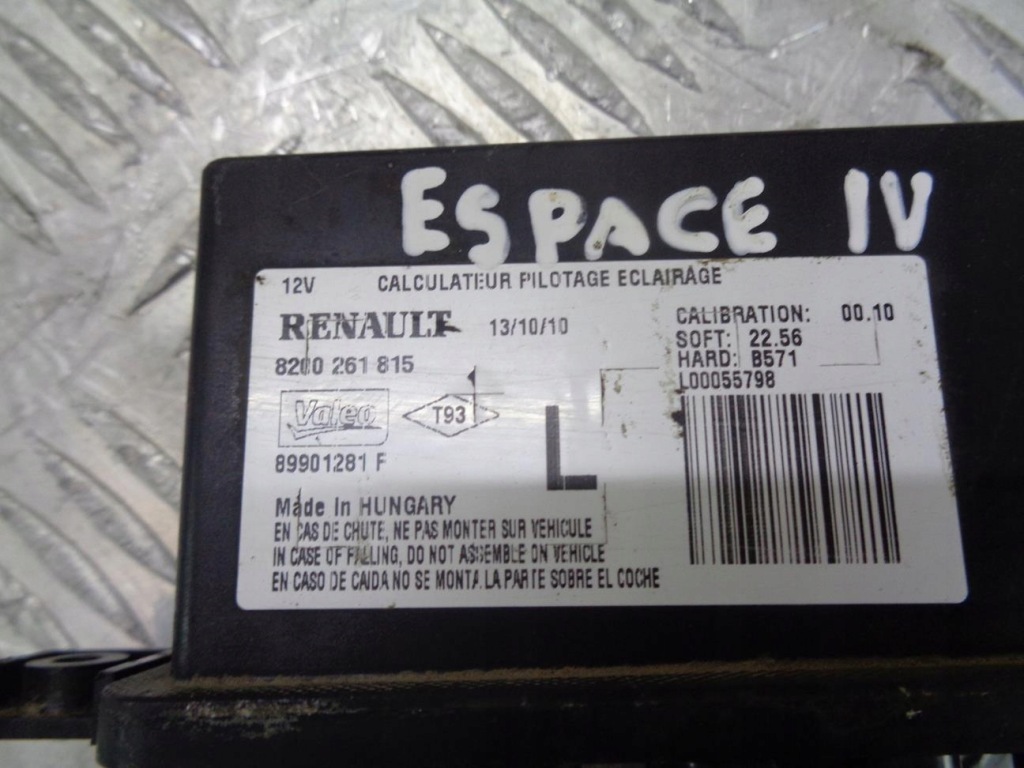 ESPACE IV
12V CALCULATEUR PILOTAGE ECLAIRAGE
RENAULT 13/10/10 CALIBRATION: 00.10
SOFT: 22.56
8200 261 815 HARD: B571
L00055798
Valeo T93 L
89901281 F
Made In HUNGARY
EN CAS DE CHUTE, NE PAS MONTER SUR VEHICULE
IN CASE OF FALLING, DO NOT ASSEMBLE ON VEHICLE
EN CASO DE CAIDA NO SE MONTA LA PARTE SOBRE EL COCHE